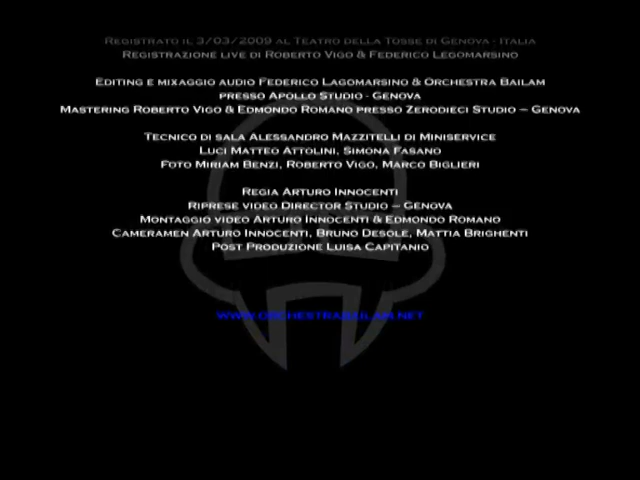 Registrato il 3/03/2009 al Teatro della Tosse di Genova - Italia
Registrazione live di Roberto Vigo & Federico Legomarsino
Editing e mixaggio audio Federico Lagomarsino & Orchestra Bailam
presso Apollo Studio - Genova
Mastering Roberto Vigo & Edmondo Romano presso Zerodieci Studio – Genova
Tecnico di sala Alessandro Mazzitelli di Miniservice
Luci Matteo Attolini, Simona Fasano
Foto Miriam Benzi, Roberto Vigo, Marco Biglieri
Regia Arturo Innocenti
Riprese video Director Studio – Genova
Montaggio video Arturo Innocenti & Edmondo Romano
Cameramen Arturo Innocenti, Bruno Desole, Mattia Brighenti
Post Produzione Luisa Capitanio
www.orchestrabailam.net